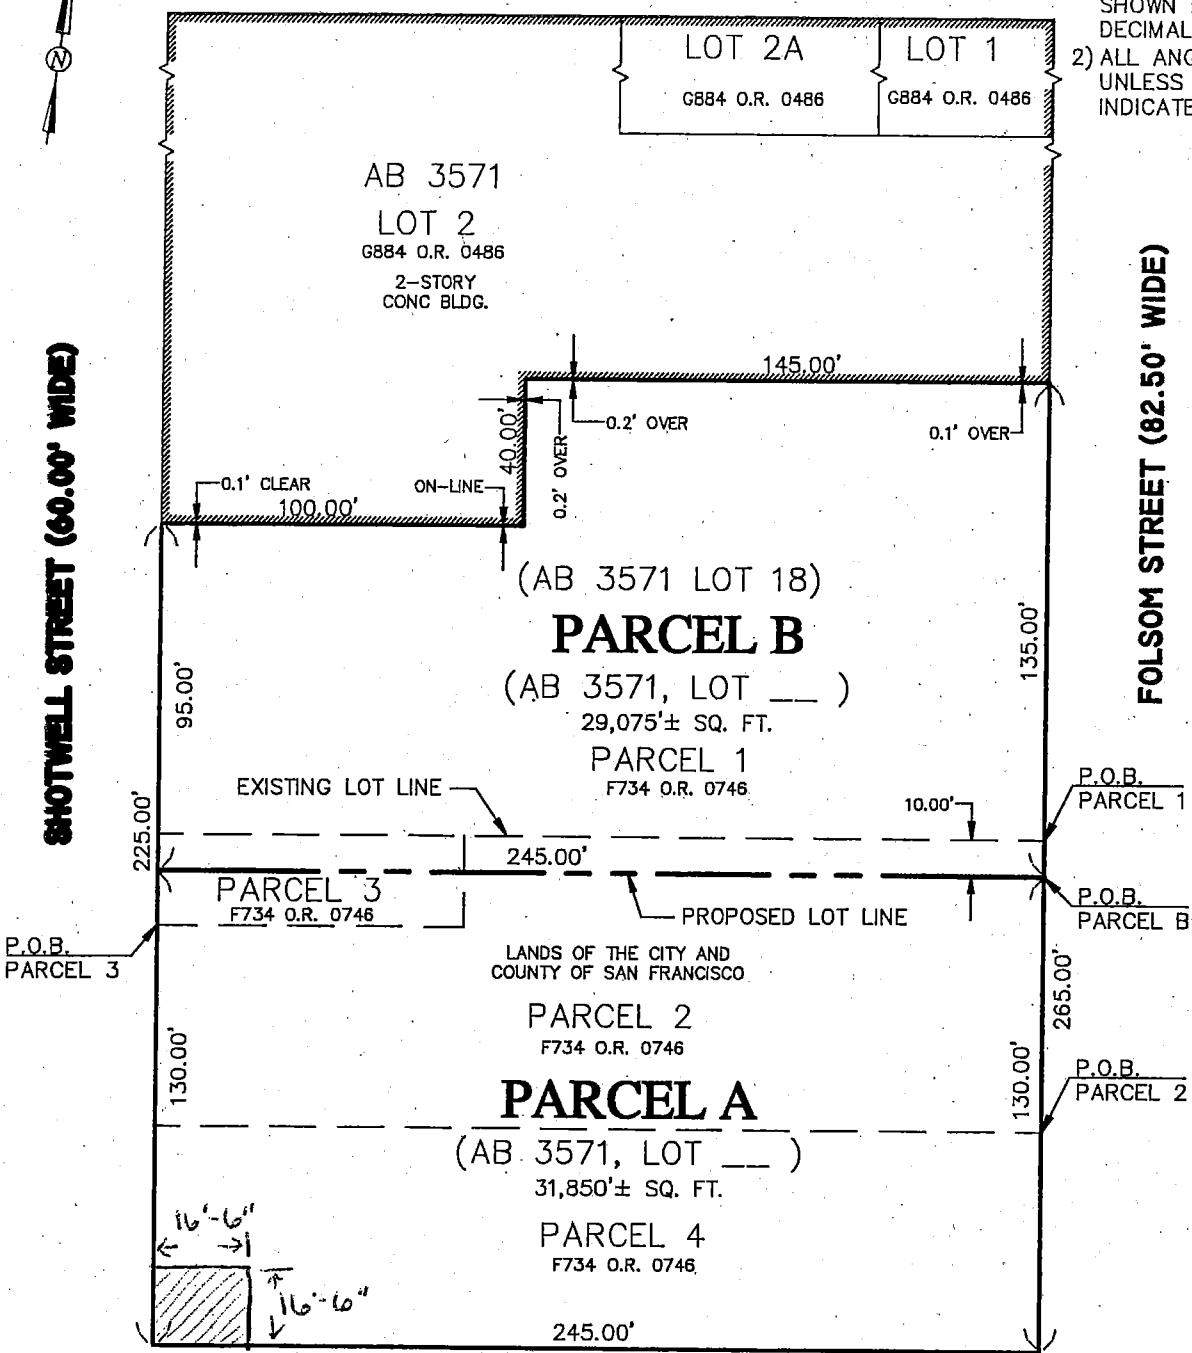 SHOWN
DECIMAL
2) ALL ANG
UNLESS
INDICATE
N
LOT 2A
G884 O.R. 0486
LOT 1
G884 O.R. 0486
AB 3571
LOT 2
G884 O.R. 0486
2-STORY
CONC BLDG.
SHOTWELL STREET (60.00' WIDE)
FOLSOM STREET (82.50' WIDE)
145.00'
0.2' OVER
0.1' OVER
40.00'
0.2' OVER
0.1' CLEAR
ON-LINE
100.00'
(AB 3571 LOT 18)
PARCEL B
(AB 3571, LOT __ )
29,075'± SQ. FT.
PARCEL 1
F734 O.R. 0746
95.00'
135.00'
EXISTING LOT LINE
10.00'
P.O.B.
PARCEL 1
225.00'
245.00'
PARCEL 3
F734 O.R. 0746
PROPOSED LOT LINE
P.O.B.
PARCEL B
P.O.B.
PARCEL 3
LANDS OF THE CITY AND
COUNTY OF SAN FRANCISCO
265.00'
PARCEL 2
F734 O.R. 0746
130.00'
130.00'
P.O.B.
PARCEL 2
PARCEL A
(AB 3571, LOT __ )
31,850'± SQ. FT.
PARCEL 4
F734 O.R. 0746
16'-6"
16'-6"
245.00'